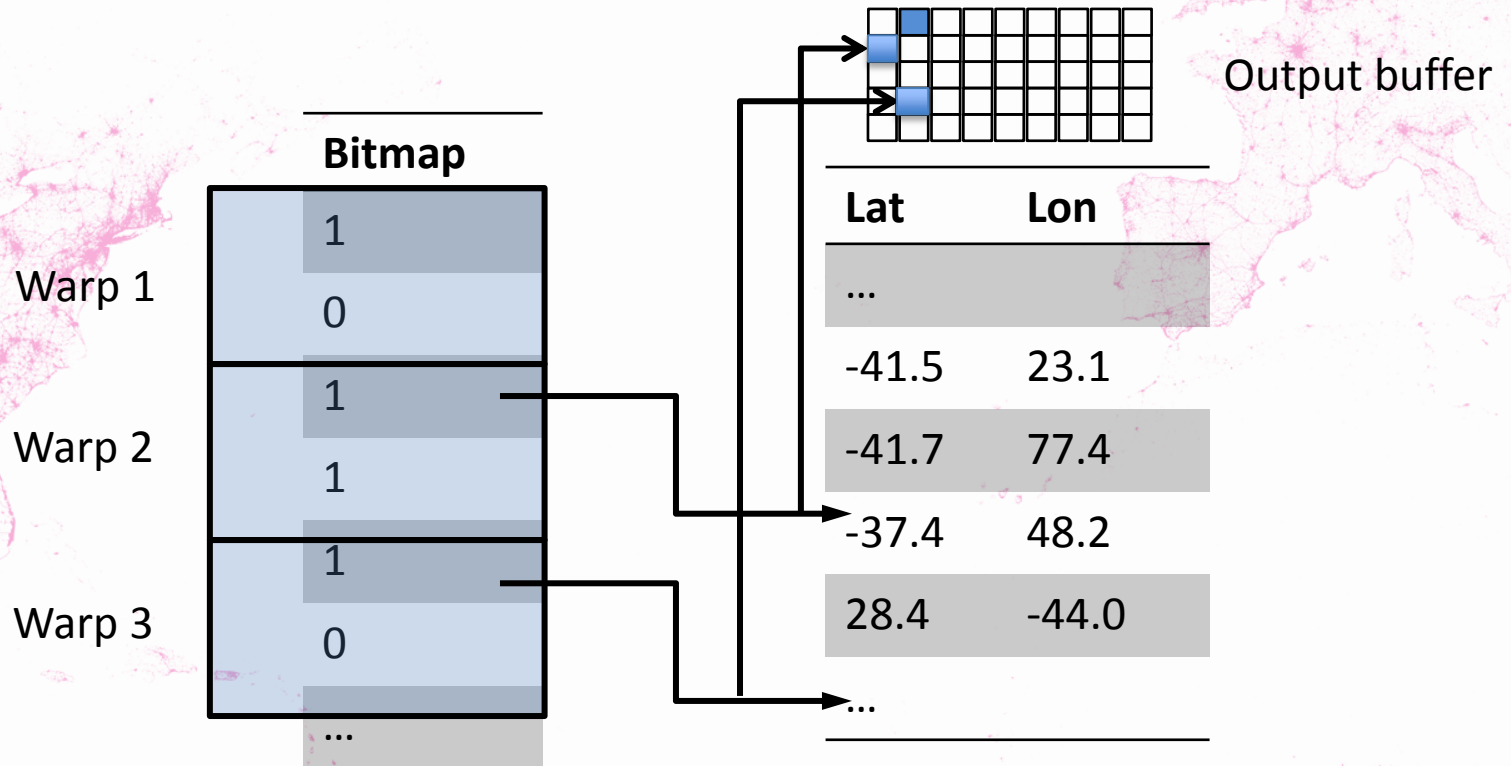 Output buffer
Bitmap
Warp 1
1
0
Warp 2
1
1
Warp 3
1
0
...
Lat Lon
...
-41.5 23.1
-41.7 77.4
-37.4 48.2
28.4 -44.0
...